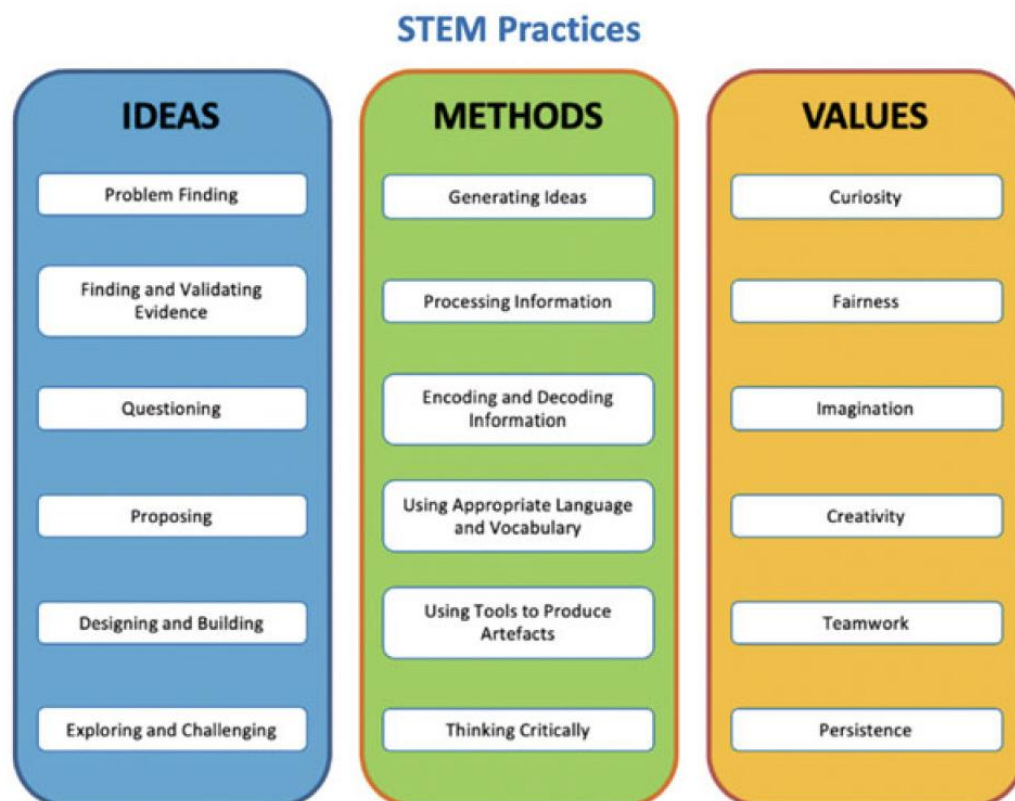 STEM Practices
IDEAS
Problem Finding
Finding and Validating
Evidence
Questioning
Proposing
Designing and Building
Exploring and Challenging
METHODS
Generating Ideas
Processing Information
Encoding and Decoding
Information
Using Appropriate Language
and Vocabulary
Using Tools to Produce
Artefacts
Thinking Critically
VALUES
Curiosity
Fairness
Imagination
Creativity
Teamwork
Persistence